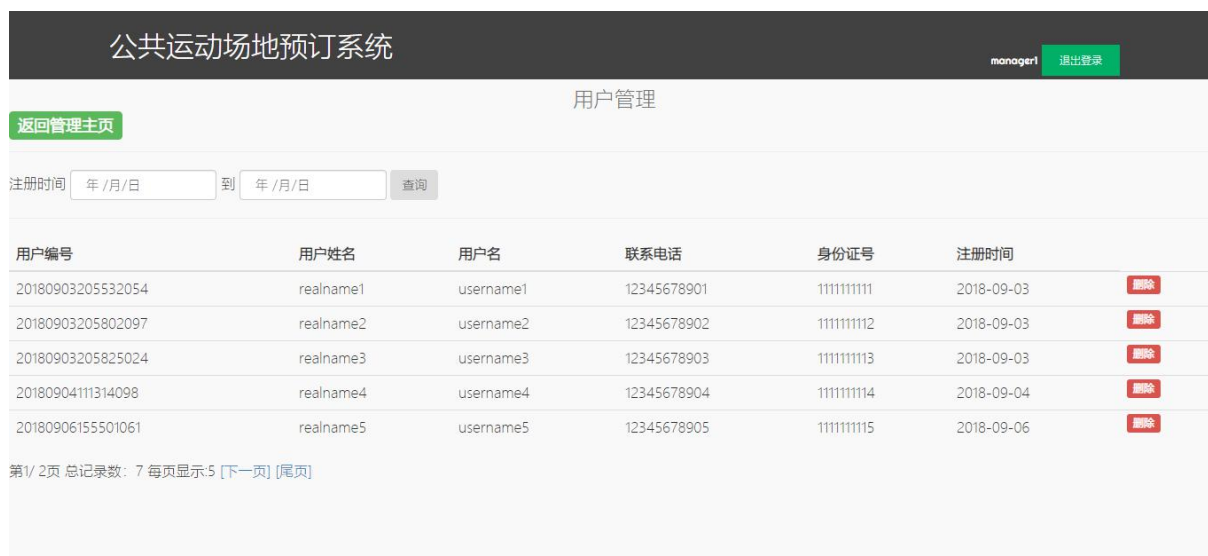 公共运动场地预订系统
manager1 退出登录
用户管理
返回管理主页
注册时间 年 /月/日 到 年 /月/日 查询
用户编号 用户姓名 用户名 联系电话 身份证号 注册时间
20180903205532054 realname1 username1 12345678901 1111111111 2018-09-03 删除
20180903205802097 realname2 username2 12345678902 1111111112 2018-09-03 删除
20180903205825024 realname3 username3 12345678903 1111111113 2018-09-03 删除
20180904111314098 realname4 username4 12345678904 1111111114 2018-09-04 删除
20180906155501061 realname5 username5 12345678905 1111111115 2018-09-06 删除
第1/ 2页 总记录数：7 每页显示:5 [下一页] [尾页]